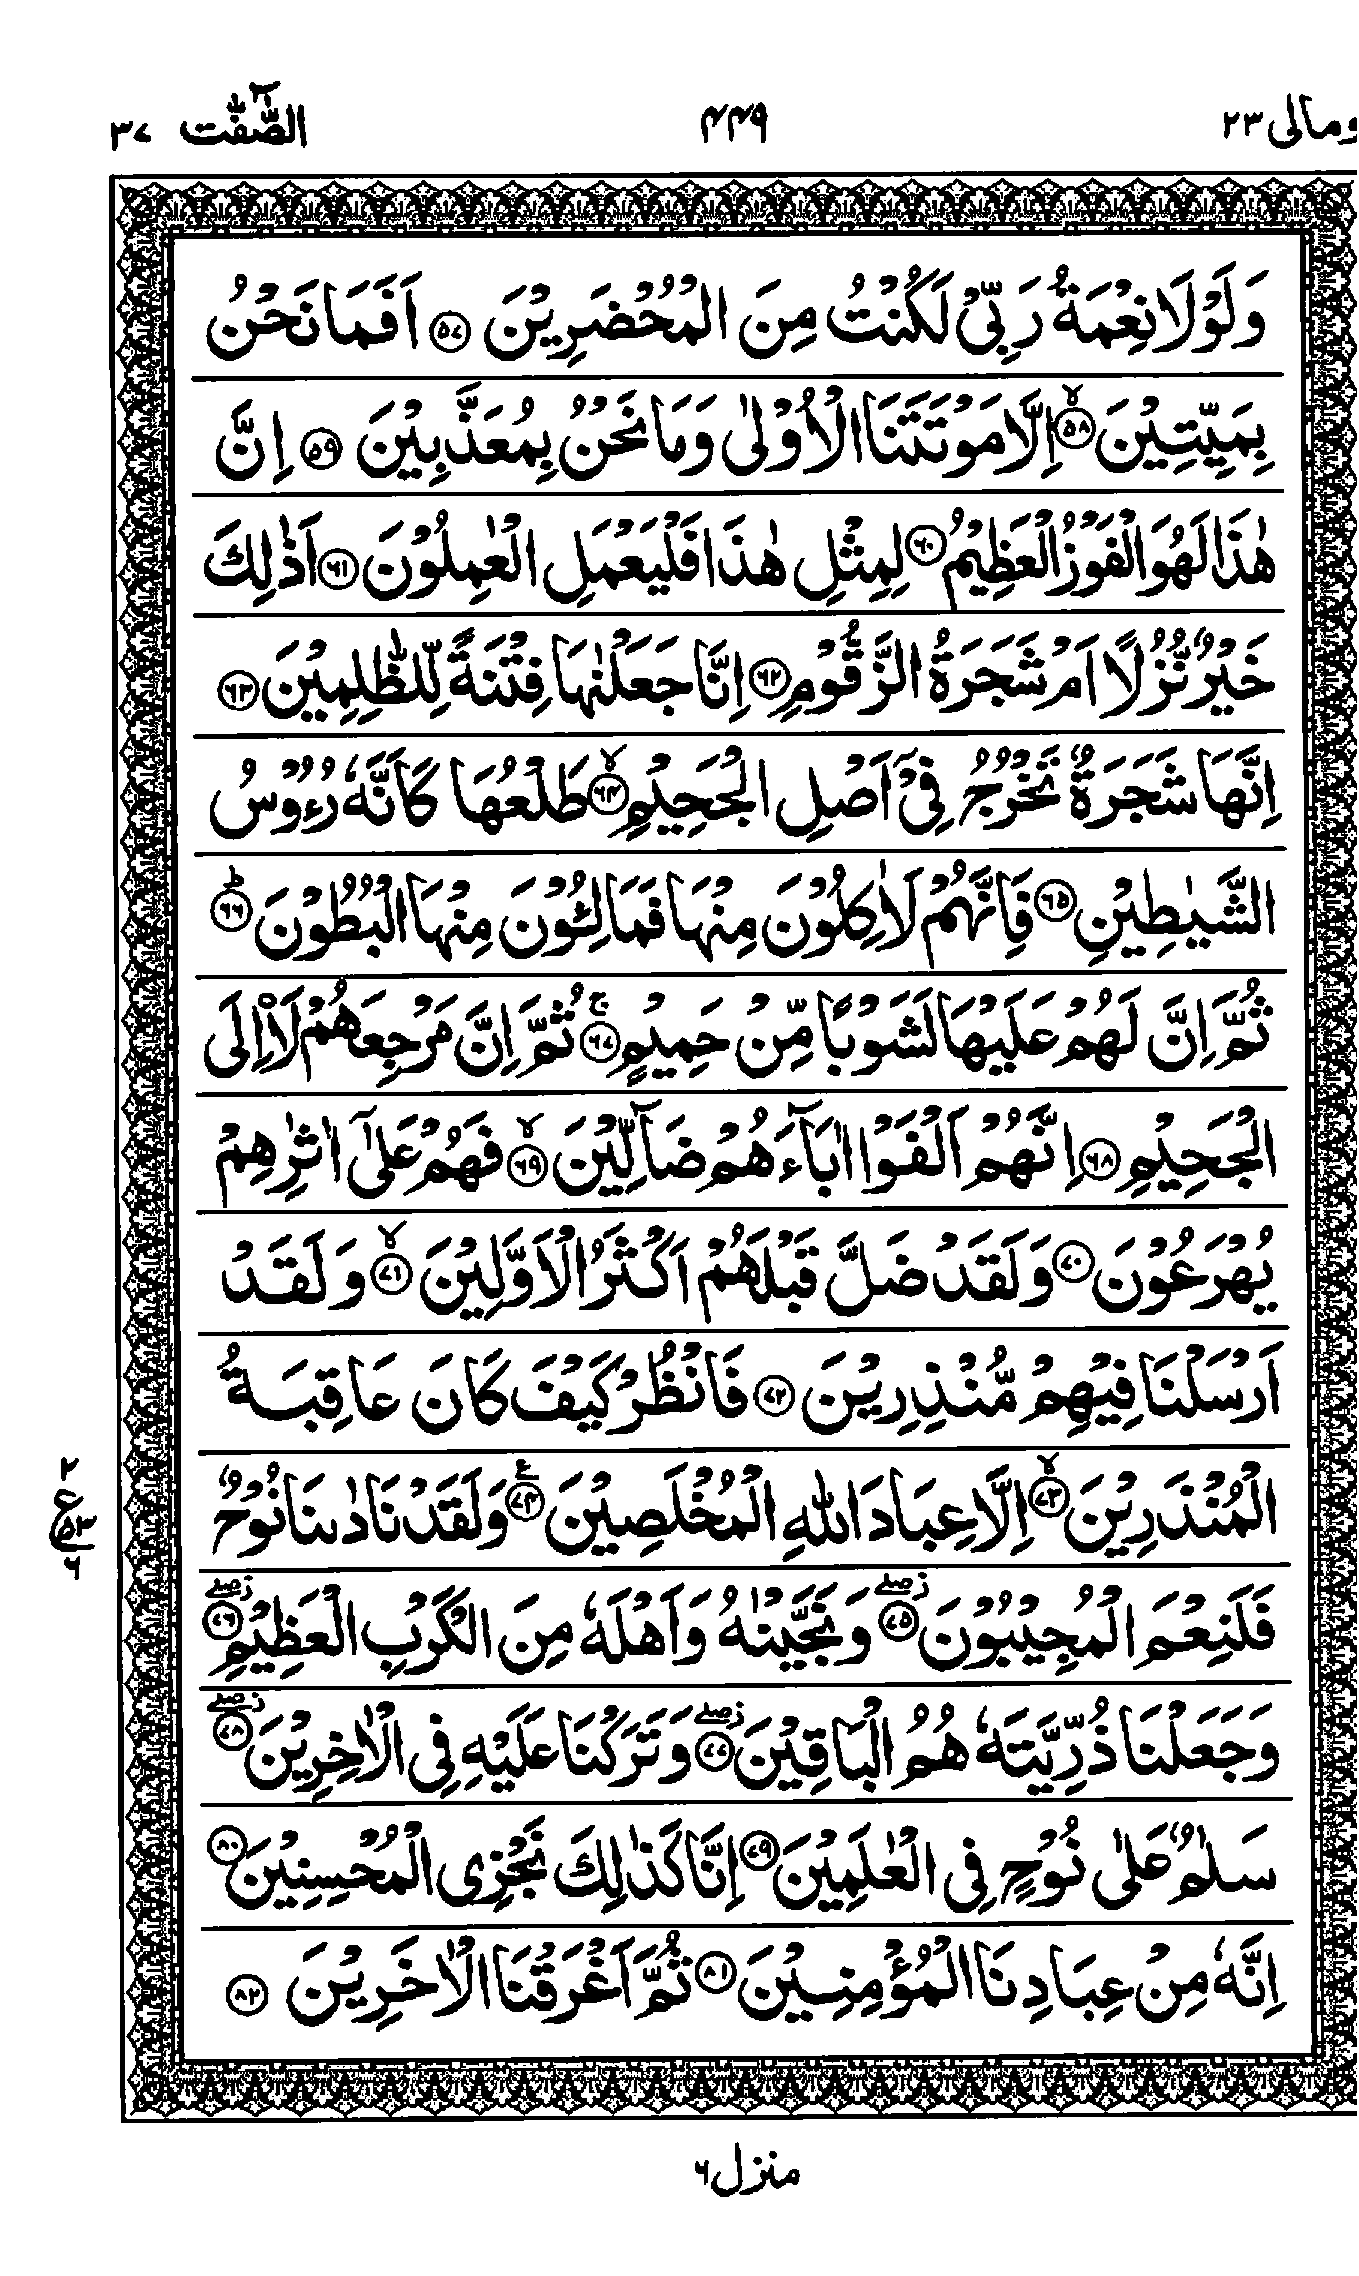 ومالی ۲۳ ۴۴۹ الصّٰٓفّٰت ۳۷
وَلَوْلَا نِعْمَةُ رَبِّیْ لَكُنْتُ مِنَ الْمُحْضَرِیْنَ ۵۷ اَفَمَا نَحْنُ
بِمَیِّتِیْنَ ۵۸ۙ اِلَّا مَوْتَتَنَا الْاُوْلٰی وَمَا نَحْنُ بِمُعَذَّبِیْنَ ۵۹ اِنَّ
هٰذَا لَهُوَ الْفَوْزُ الْعَظِیْمُ ۶۰ لِمِثْلِ هٰذَا فَلْیَعْمَلِ الْعٰمِلُوْنَ ۶۱ اَذٰلِكَ
خَیْرٌ نُّزُلًا اَمْ شَجَرَةُ الزَّقُّوْمِ ۶۲ اِنَّا جَعَلْنٰهَا فِتْنَةً لِّلظّٰلِمِیْنَ ۶۳
اِنَّهَا شَجَرَةٌ تَخْرُجُ فِیْۤ اَصْلِ الْجَحِیْمِ ۶۴ۙ طَلْعُهَا كَاَنَّهٗ رُءُوْسُ
الشَّیٰطِیْنِ ۶۵ فَاِنَّهُمْ لَاٰكِلُوْنَ مِنْهَا فَمَالِـُٔوْنَ مِنْهَا الْبُطُوْنَ ۶۶ؕ
ثُمَّ اِنَّ لَهُمْ عَلَیْهَا لَشَوْبًا مِّنْ حَمِیْمٍ ۶۷ۚ ثُمَّ اِنَّ مَرْجِعَهُمْ لَا۟اِلَی
الْجَحِیْمِ ۶۸ اِنَّهُمْ اَلْفَوْا اٰبَآءَهُمْ ضَآلِّیْنَ ۶۹ۙ فَهُمْ عَلٰۤی اٰثٰرِهِمْ
یُهْرَعُوْنَ ۷۰ وَلَقَدْ ضَلَّ قَبْلَهُمْ اَكْثَرُ الْاَوَّلِیْنَ ۷۱ۙ وَلَقَدْ
اَرْسَلْنَا فِیْهِمْ مُّنْذِرِیْنَ ۷۲ فَانْظُرْ كَیْفَ كَانَ عَاقِبَةُ
الْمُنْذَرِیْنَ ۷۳ۙ اِلَّا عِبَادَ اللّٰهِ الْمُخْلَصِیْنَ ۷۴ع وَلَقَدْ نَادٰىنَا نُوْحٌ
۲ ع ۵۳ ۶
فَلَنِعْمَ الْمُجِیْبُوْنَ ۷۵ؗۖ وَنَجَّیْنٰهُ وَاَهْلَهٗ مِنَ الْكَرْبِ الْعَظِیْمِ ۷۶ؗۖ
وَجَعَلْنَا ذُرِّیَّتَهٗ هُمُ الْبٰقِیْنَ ۷۷ؗۖ وَتَرَكْنَا عَلَیْهِ فِی الْاٰخِرِیْنَ ۷۸ؗۖ
سَلٰمٌ عَلٰی نُوْحٍ فِی الْعٰلَمِیْنَ ۷۹ اِنَّا كَذٰلِكَ نَجْزِی الْمُحْسِنِیْنَ ۸۰
اِنَّهٗ مِنْ عِبَادِنَا الْمُؤْمِنِیْنَ ۸۱ ثُمَّ اَغْرَقْنَا الْاٰخَرِیْنَ ۸۲
منزل ۶